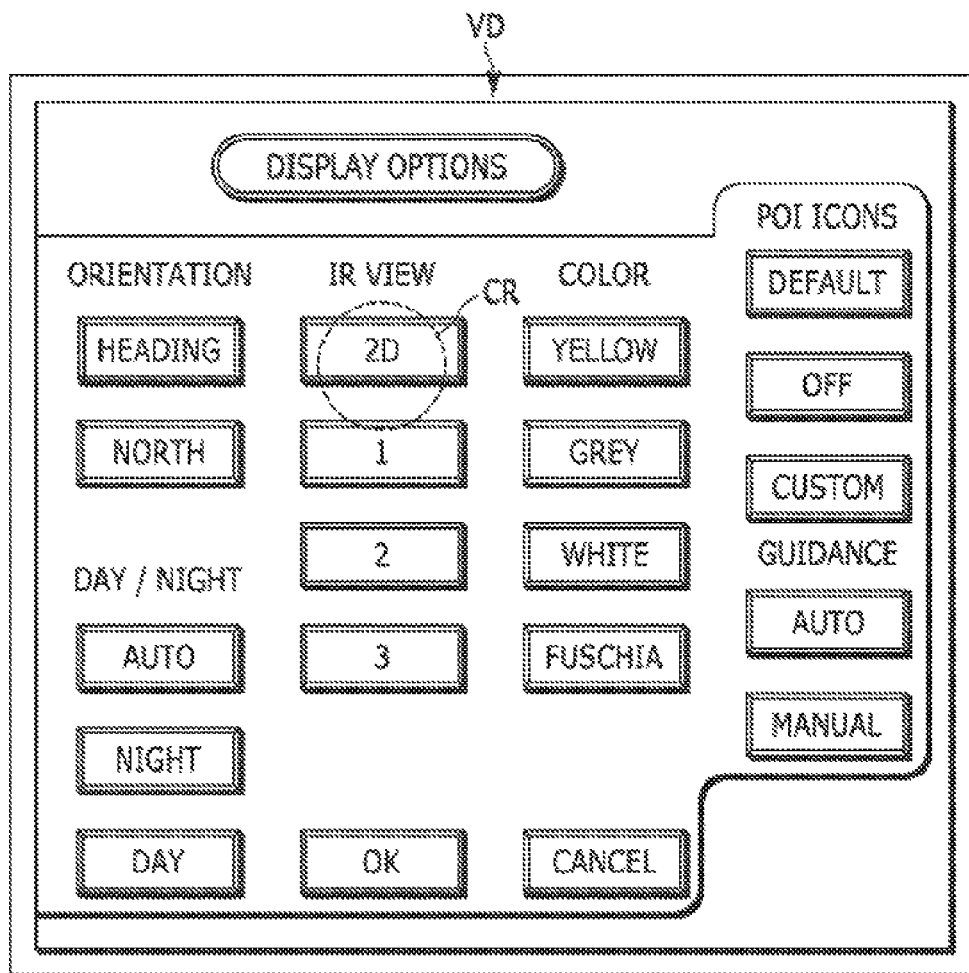 VD
DISPLAY OPTIONS
POI ICONS
ORIENTATION
IR VIEW
CR
COLOR
DEFAULT
HEADING
2D
YELLOW
OFF
NORTH
1
GREY
CUSTOM
DAY / NIGHT
2
WHITE
GUIDANCE
AUTO
AUTO
3
FUSCHIA
MANUAL
NIGHT
DAY
OK
CANCEL